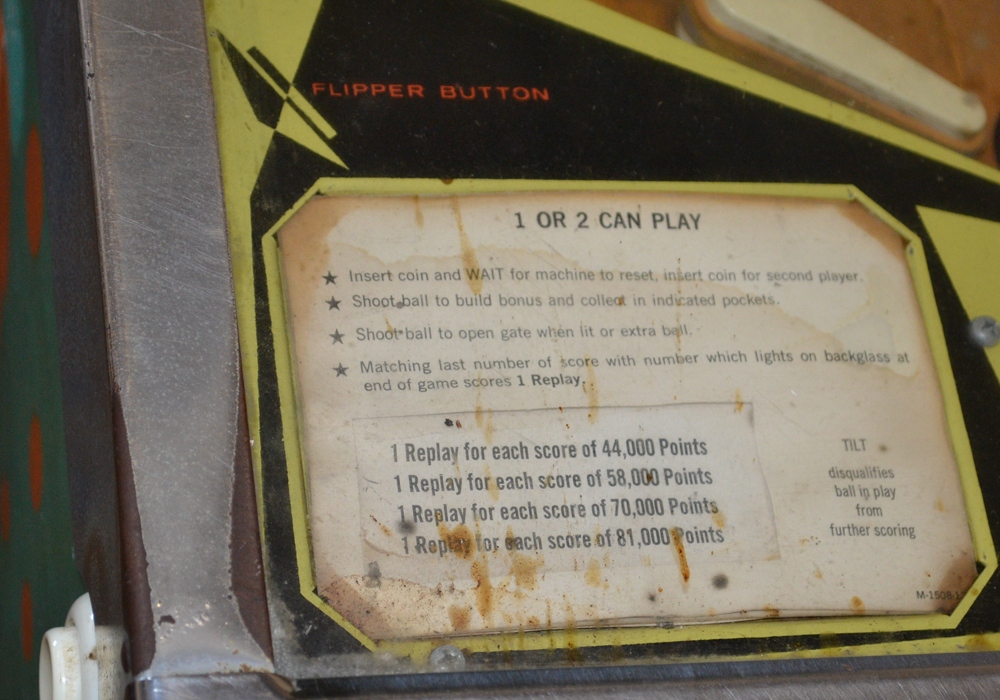 FLIPPER BUTTON
1 OR 2 CAN PLAY
★ Insert coin and WAIT for machine to reset, insert coin for second player.
★ Shoot ball to build bonus and collect in indicated pockets.
★ Shoot ball to open gate when lit or extra ball.
★ Matching last number of score with number which lights on backglass at
end of game scores 1 Replay.
1 Replay for each score of 44,000 Points
1 Replay for each score of 58,000 Points
1 Replay for each score of 70,000 Points
1 Replay for each score of 81,000 Points
TILT
disqualifies
ball in play
from
further scoring